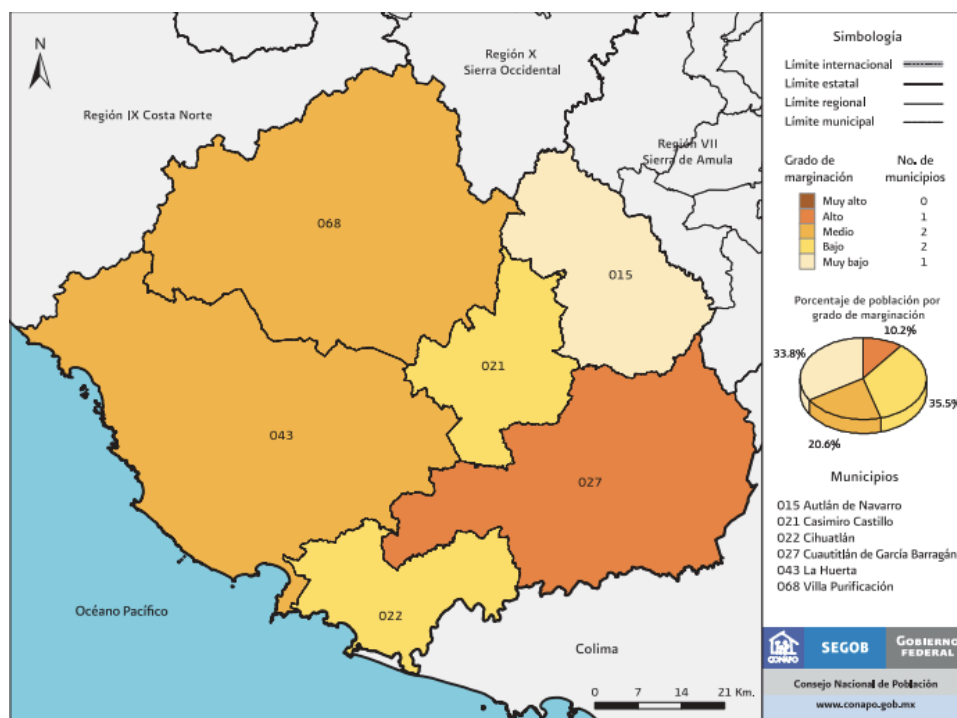 N
Región X
Sierra Occidental
Región IX Costa Norte
Región VII
Sierra de Amula
068
015
021
043
027
022
Océano Pacífico
Colima
0 7 14 21 Km.
Simbología
Límite internacional
Límite estatal
Límite regional
Límite municipal
Grado de marginación
No. de municipios
Muy alto 0
Alto 1
Medio 2
Bajo 2
Muy bajo 1
Porcentaje de población por
grado de marginación
10.2%
33.8%
35.5%
20.6%
Municipios
015 Autlán de Navarro
021 Casimiro Castillo
022 Cihuatlán
027 Cuautitlán de García Barragán
043 La Huerta
068 Villa Purificación
CONAPO
SEGOB
GOBIERNO
FEDERAL
Consejo Nacional de Población
www.conapo.gob.mx